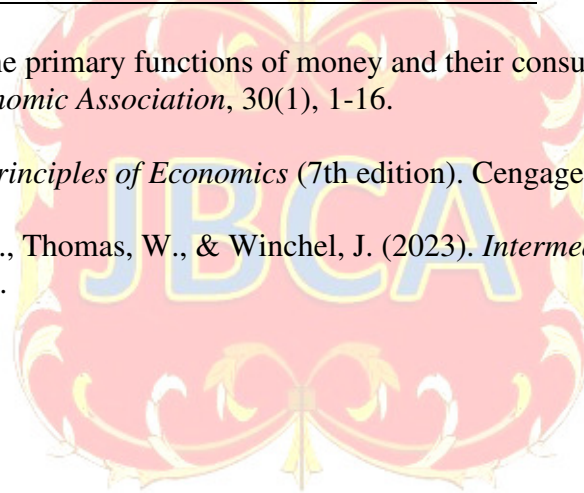 he primary functions of money and their consu
nomic Association, 30(1), 1-16.
rinciples of Economics (7th edition). Cengage
., Thomas, W., & Winchel, J. (2023). Intermed
.
JBCA